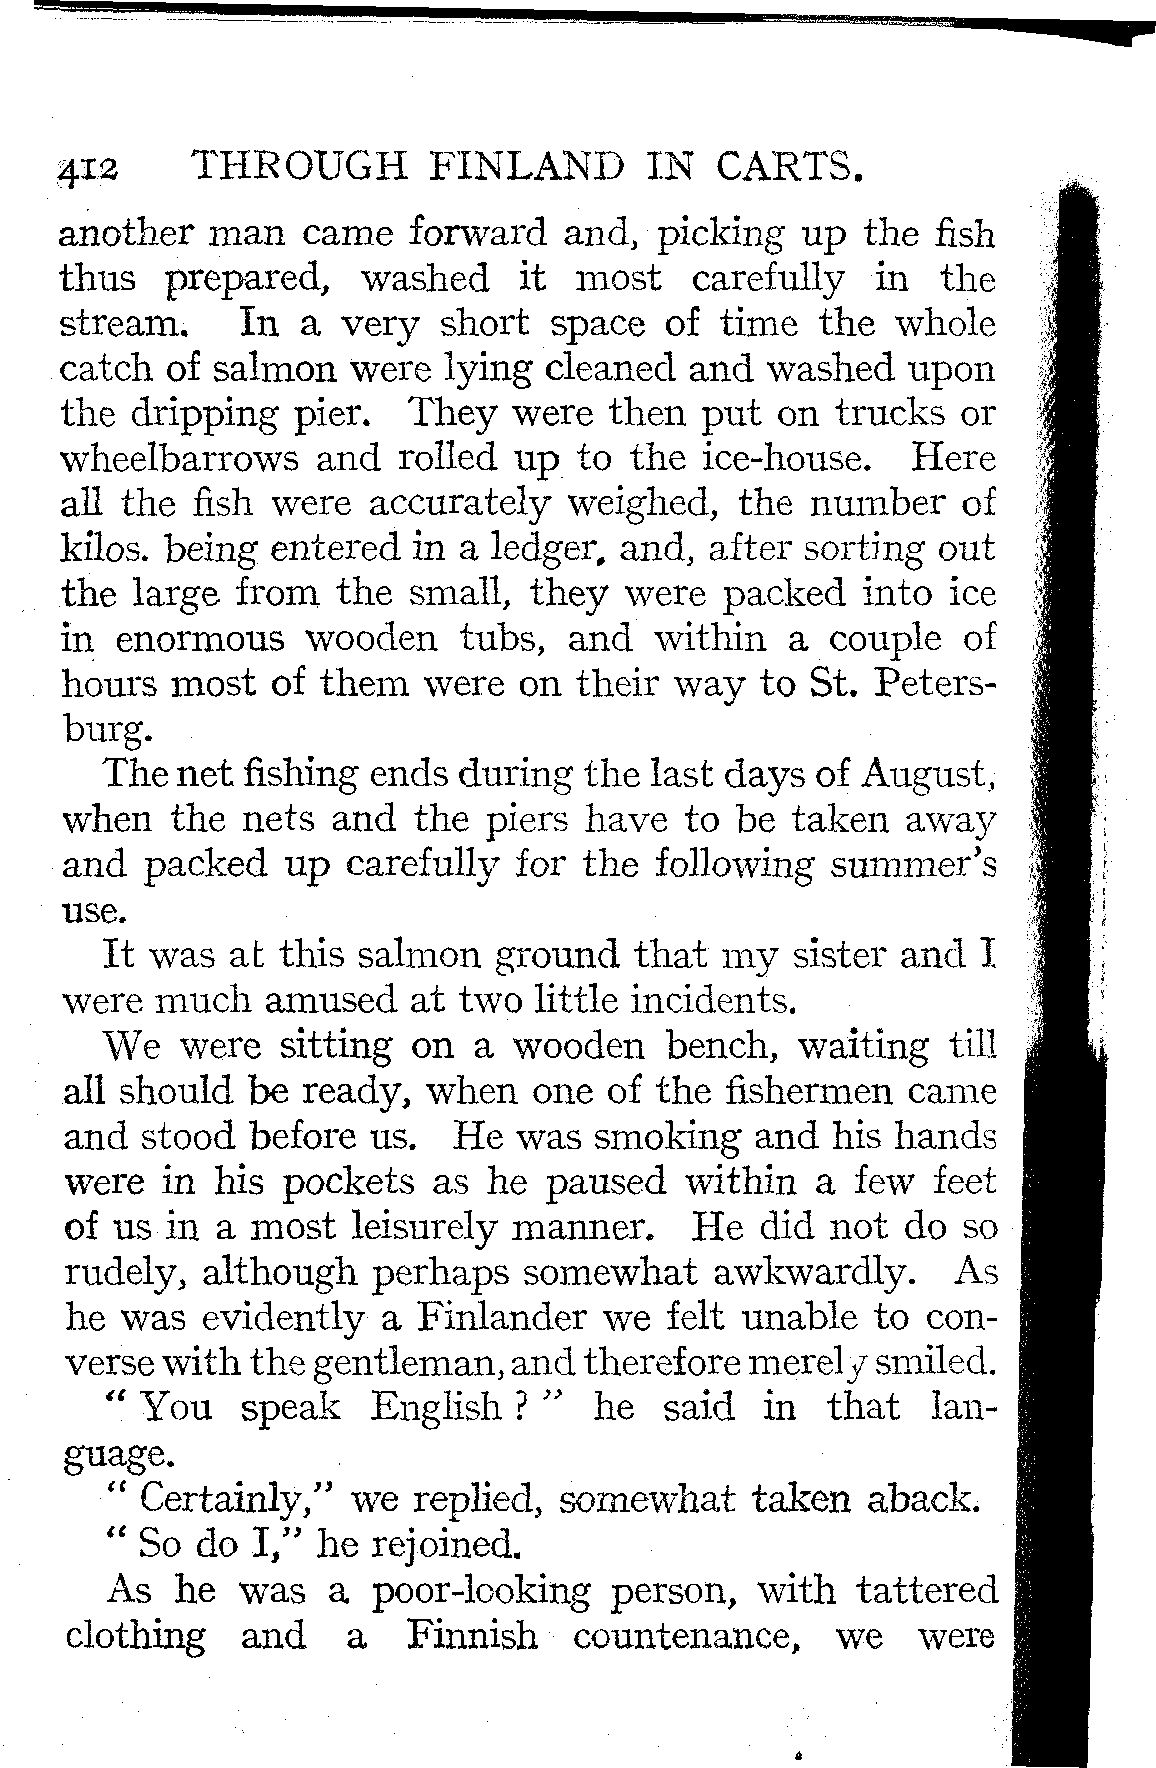 412 THROUGH FINLAND IN CARTS.
another man came forward and, picking up the fish
thus prepared, washed it most carefully in the
stream. In a very short space of time the whole
catch of salmon were lying cleaned and washed upon
the dripping pier. They were then put on trucks or
wheelbarrows and rolled up to the ice-house. Here
all the fish were accurately weighed, the number of
kilos. being entered in a ledger, and, after sorting out
the large from the small, they were packed into ice
in enormous wooden tubs, and within a couple of
hours most of them were on their way to St. Peters-
burg.
The net fishing ends during the last days of August,
when the nets and the piers have to be taken away
and packed up carefully for the following summer's
use.
It was at this salmon ground that my sister and I
were much amused at two little incidents.
We were sitting on a wooden bench, waiting till
all should be ready, when one of the fishermen came
and stood before us. He was smoking and his hands
were in his pockets as he paused within a few feet
of us in a most leisurely manner. He did not do so
rudely, although perhaps somewhat awkwardly. As
he was evidently a Finlander we felt unable to con-
verse with the gentleman, and therefore merely smiled.
“ You speak English ? ” he said in that lan-
guage.
“ Certainly,” we replied, somewhat taken aback.
“ So do I,” he rejoined.
As he was a poor-looking person, with tattered
clothing and a Finnish countenance, we were